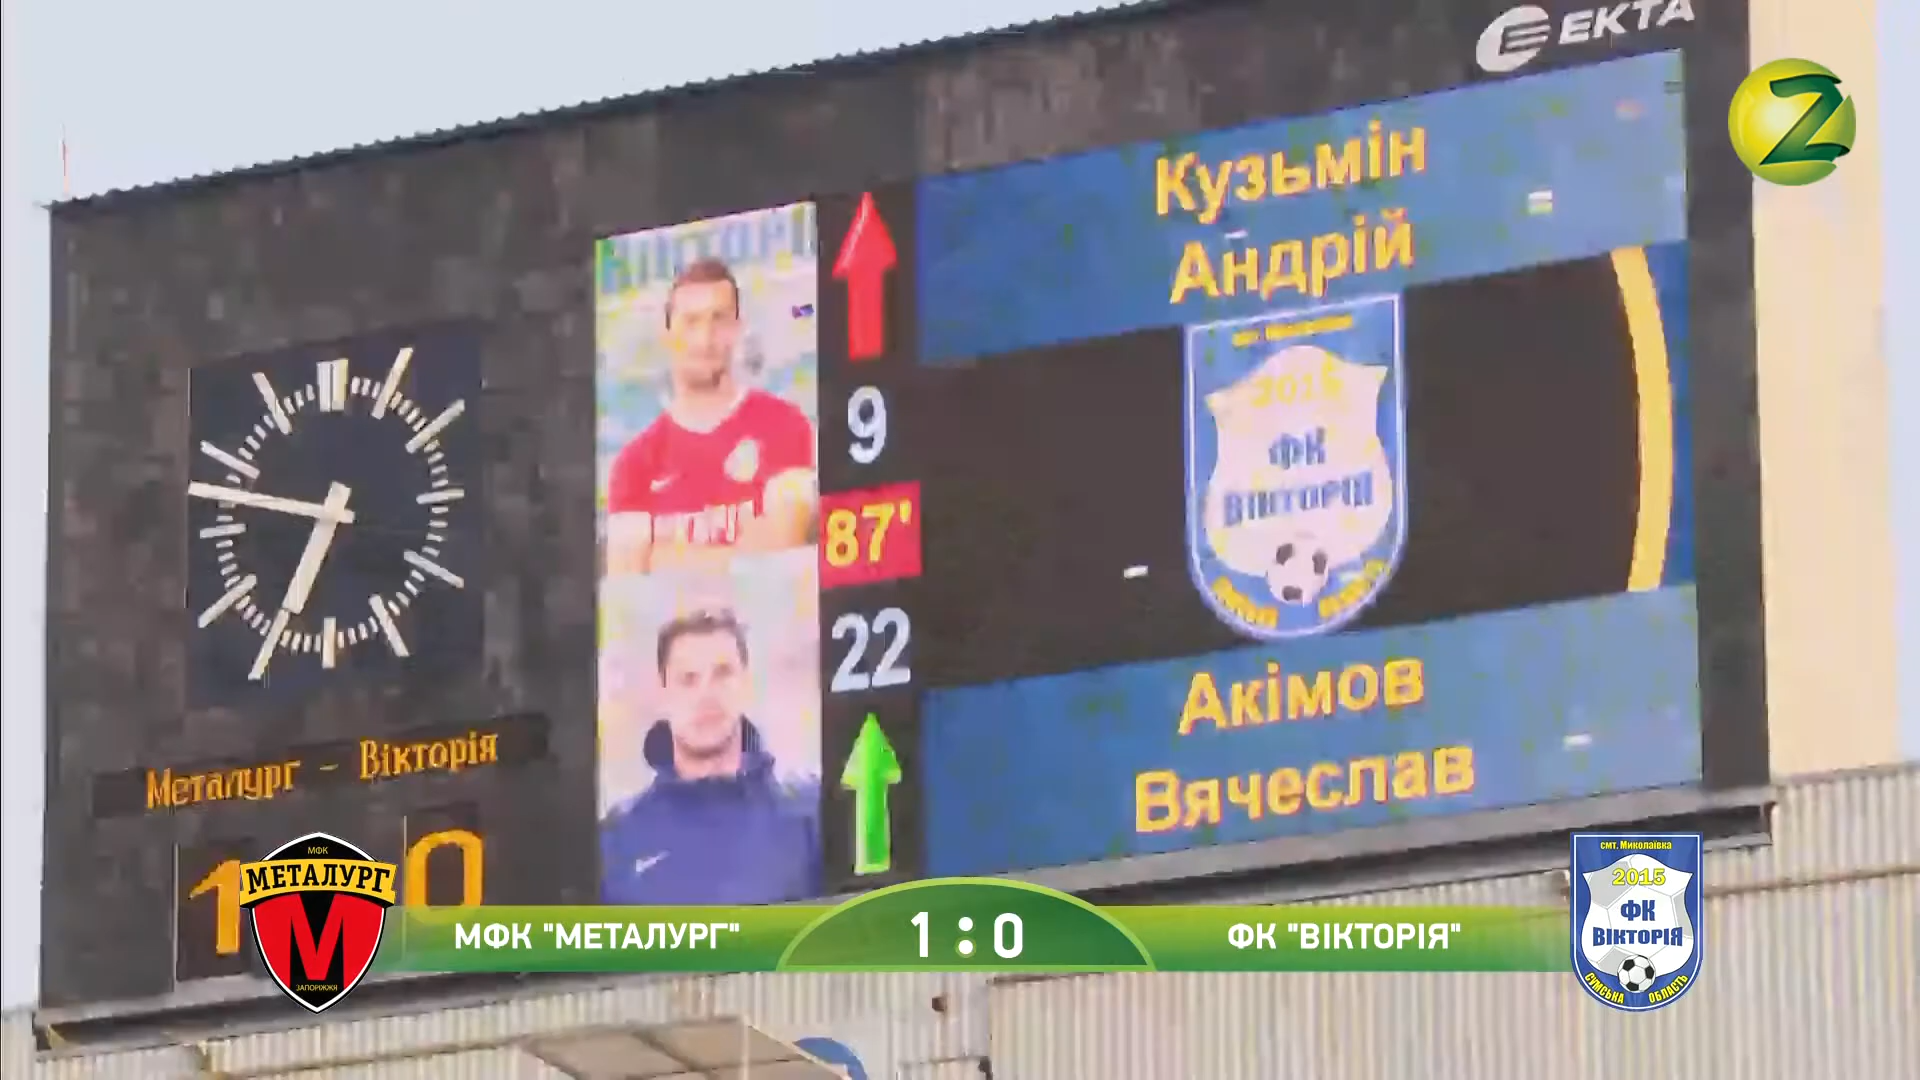 ЕКТА
Z
Кузьмін
Андрій
9
87'
2015
ФК
ВІКТОРІЯ
22
Акімов
Вячеслав
Металург - Вікторія
1 0
МФК
МЕТАЛУРГ
М
ЗАПОРІЖЖЯ
МФК "МЕТАЛУРГ"
1 : 0
ФК "ВІКТОРІЯ"
смт. Миколаївка
2015
ФК
ВІКТОРІЯ
СУМСЬКА ОБЛАСТЬ